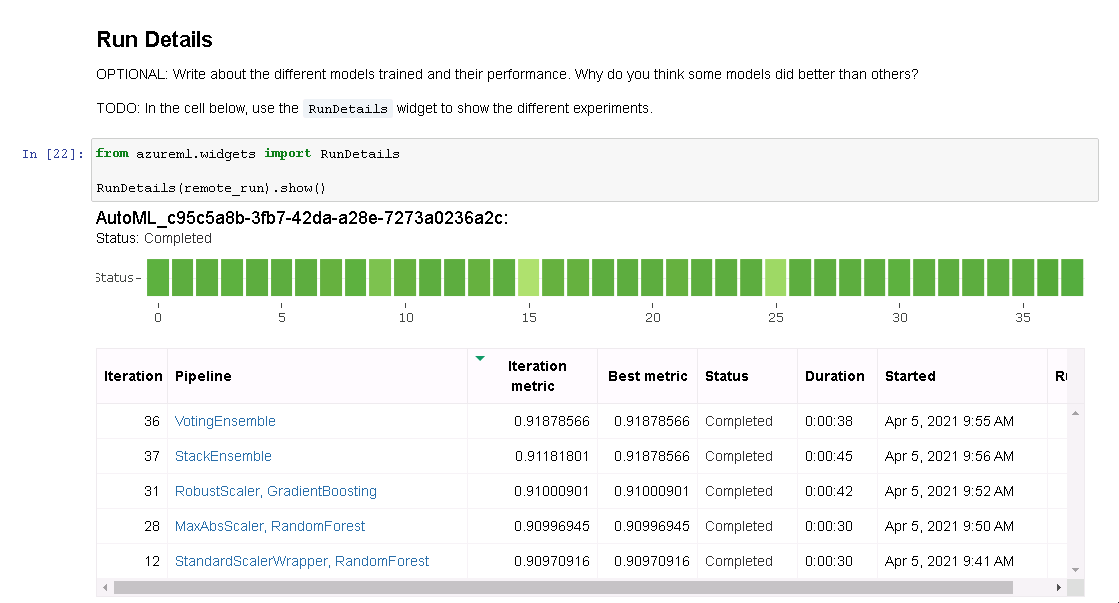 Run Details
OPTIONAL: Write about the different models trained and their performance. Why do you think some models did better than others?
TODO: In the cell below, use the RunDetails widget to show the different experiments.
In [22]: from azureml.widgets import RunDetails
RunDetails(remote_run).show()
AutoML_c95c5a8b-3fb7-42da-a28e-7273a0236a2c:
Status: Completed
Status
0 5 10 15 20 25 30 35
Iteration Pipeline Iteration metric Best metric Status Duration Started
36 VotingEnsemble 0.91878566 0.91878566 Completed 0:00:38 Apr 5, 2021 9:55 AM
37 StackEnsemble 0.91181801 0.91878566 Completed 0:00:45 Apr 5, 2021 9:56 AM
31 RobustScaler, GradientBoosting 0.91000901 0.91000901 Completed 0:00:42 Apr 5, 2021 9:52 AM
28 MaxAbsScaler, RandomForest 0.90996945 0.90996945 Completed 0:00:30 Apr 5, 2021 9:50 AM
12 StandardScalerWrapper, RandomForest 0.90970916 0.90970916 Completed 0:00:30 Apr 5, 2021 9:41 AM